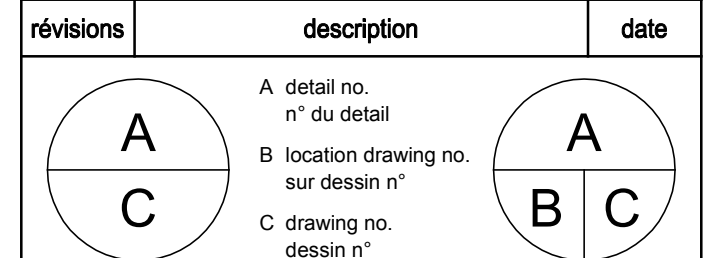 révisions description date
A detail no.
n° du detail
B location drawing no.
sur dessin n°
C drawing no.
dessin n°
A
C
A
B C